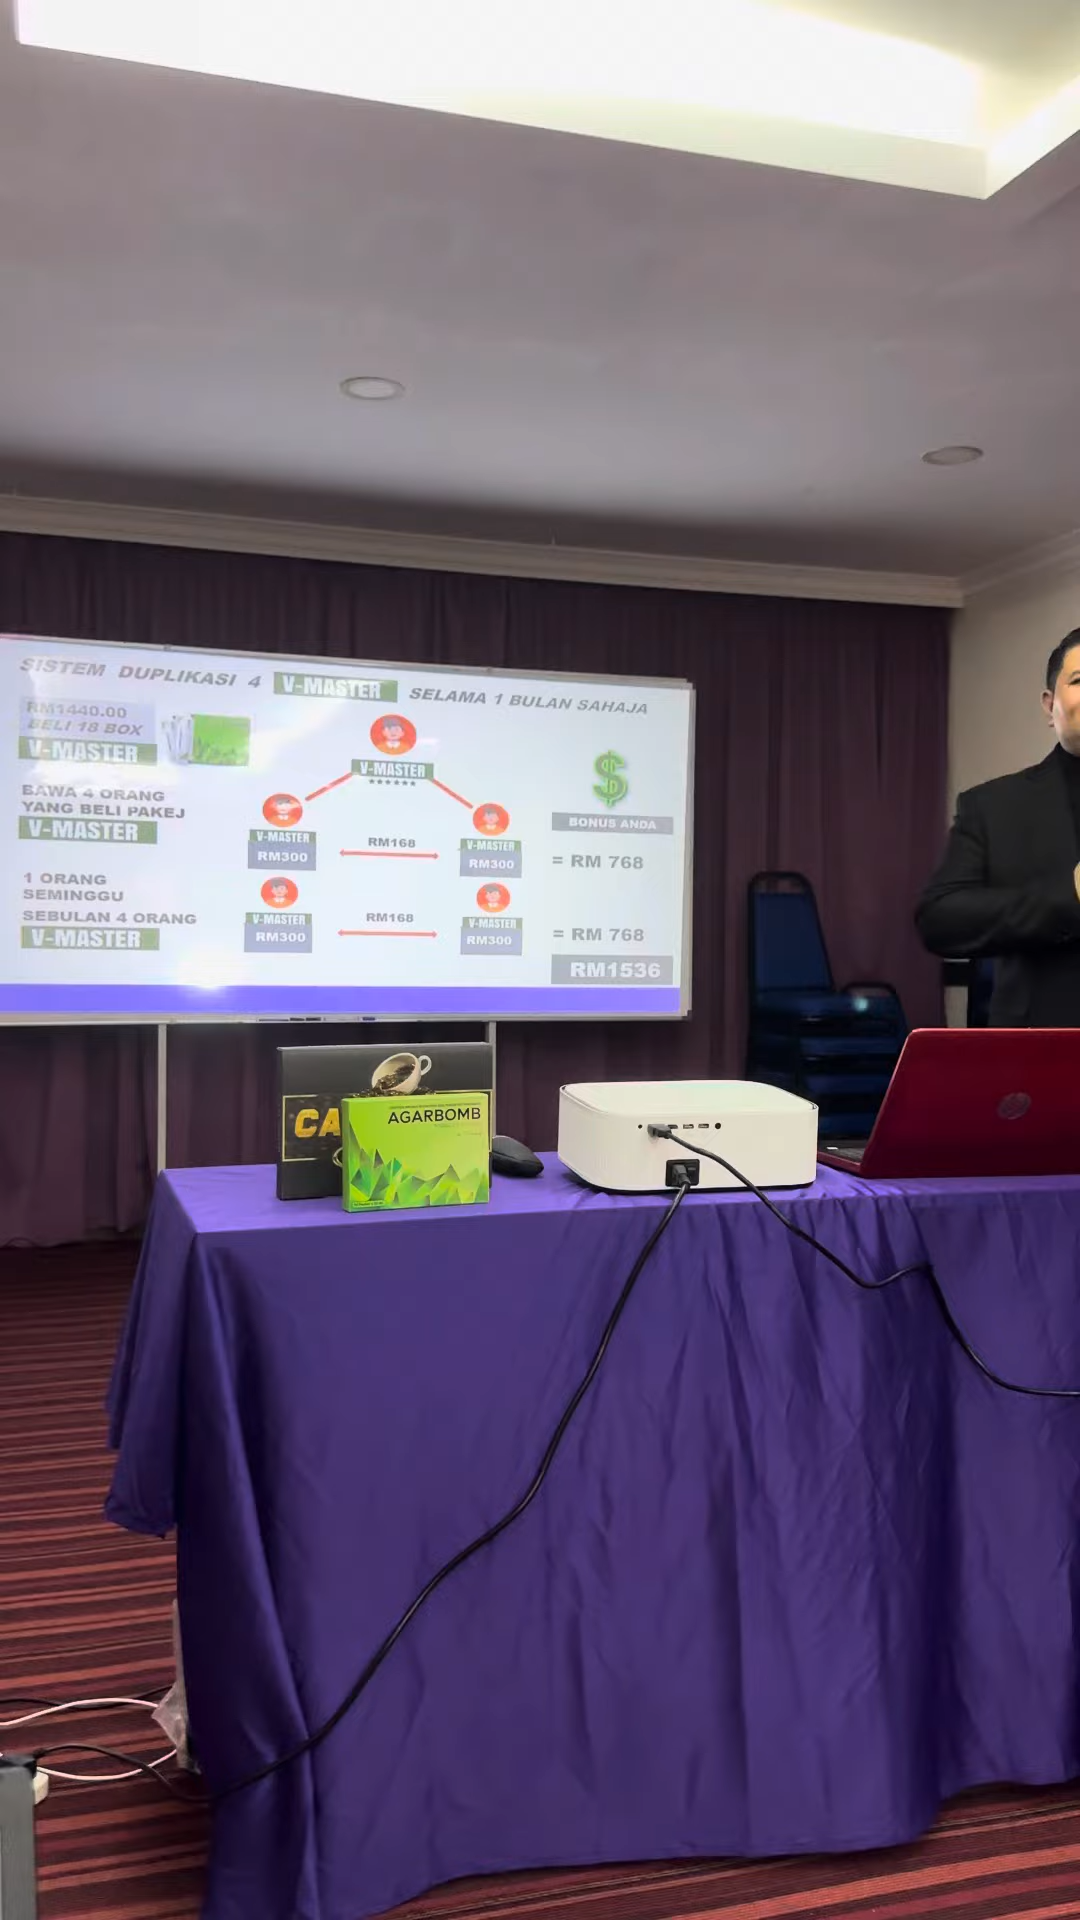 SISTEM DUPLIKASI 4 V-MASTER SELAMA 1 BULAN SAHAJA
RM1440.00
BELI 18 BOX
V-MASTER
BAWA 4 ORANG
YANG BELI PAKEJ
V-MASTER
1 ORANG
SEMINGGU
SEBULAN 4 ORANG
V-MASTER
V-MASTER
******
V-MASTER
RM300
RM168
V-MASTER
RM300
V-MASTER
RM300
RM168
V-MASTER
RM300
$
BONUS ANDA
= RM 768
= RM 768
RM1536
CA
AGARBOMB
hp